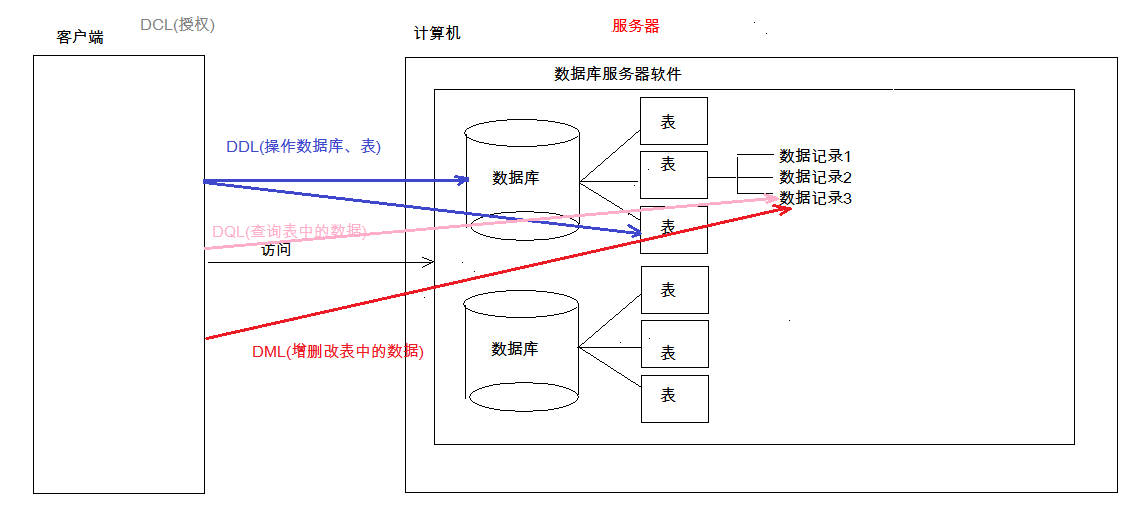 DCL(授权)
客户端
计算机
服务器
数据库服务器软件
表
DDL(操作数据库、表)
数据库
表
数据记录1
数据记录2
数据记录3
表
DQL(查询表中的数据)
访问
表
数据库
表
DML(增删改表中的数据)
表